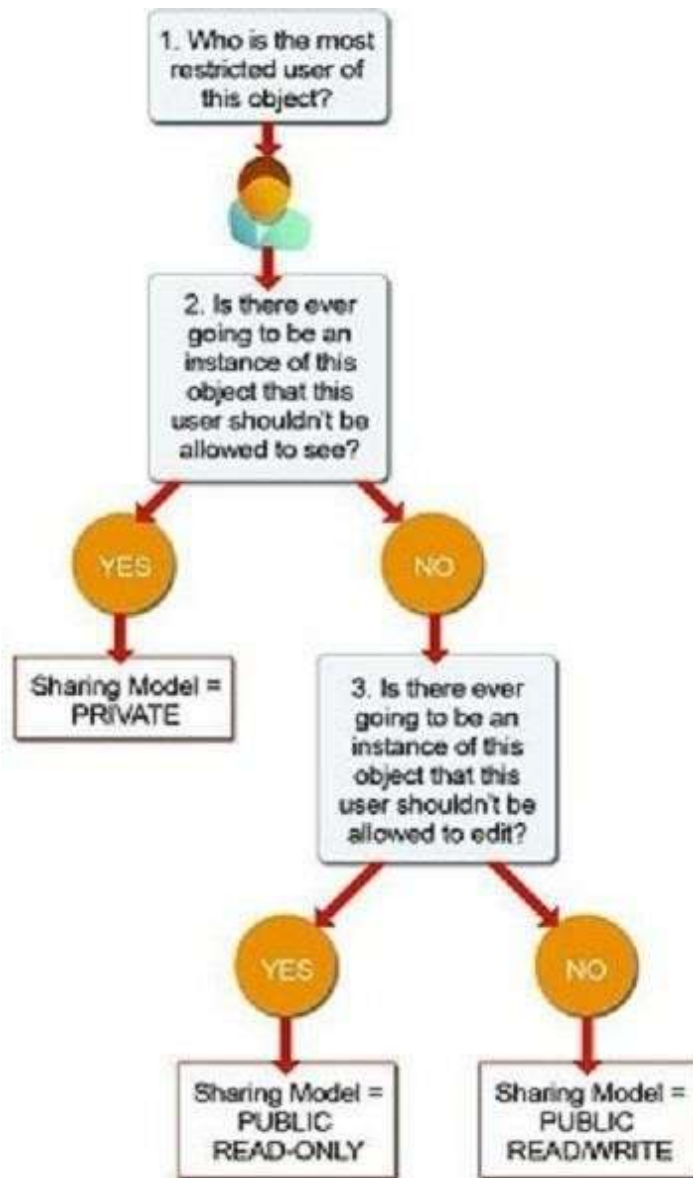 1. Who is the most
restricted user of
this object?
2. Is there ever
going to be an
instance of this
object that this
user shouldn't be
allowed to see?
YES
NO
Sharing Model =
PRIVATE
3. Is there ever
going to be an
instance of this
object that this
user shouldn't be
allowed to edit?
YES
NO
Sharing Model =
PUBLIC
READ-ONLY
Sharing Model =
PUBLIC
READ/WRITE